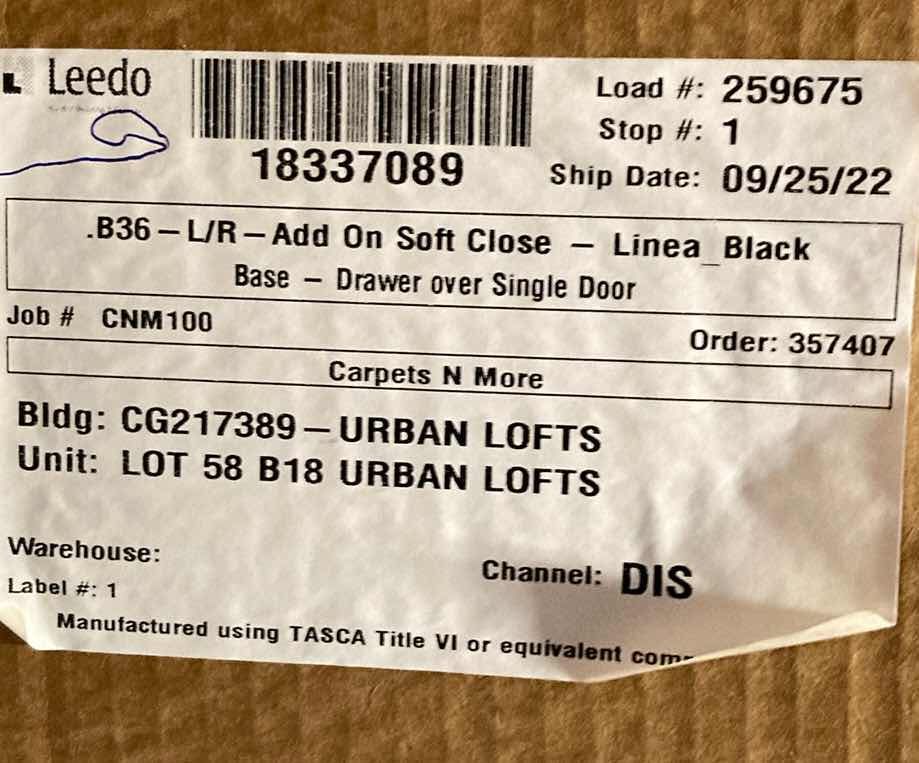 L Leedo
Load #: 259675
Stop #: 1
18337089
Ship Date: 09/25/22
.B36 – L/R – Add On Soft Close – Linea_Black
Base – Drawer over Single Door
Job # CNM100
Order: 357407
Carpets N More
Bldg: CG217389 – URBAN LOFTS
Unit: LOT 58 B18 URBAN LOFTS
Warehouse:
Channel: DIS
Label #: 1
Manufactured using TASCA Title VI or equivalent